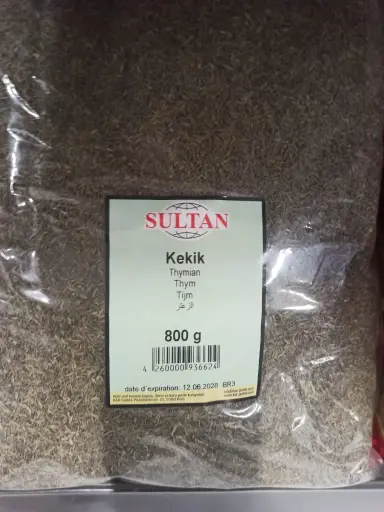 SULTAN
Kekik
Thymian
Thym
Tijm
الزعتر
800 g
4 260000 936624
date d'expiration: 12.06.2020 BR3